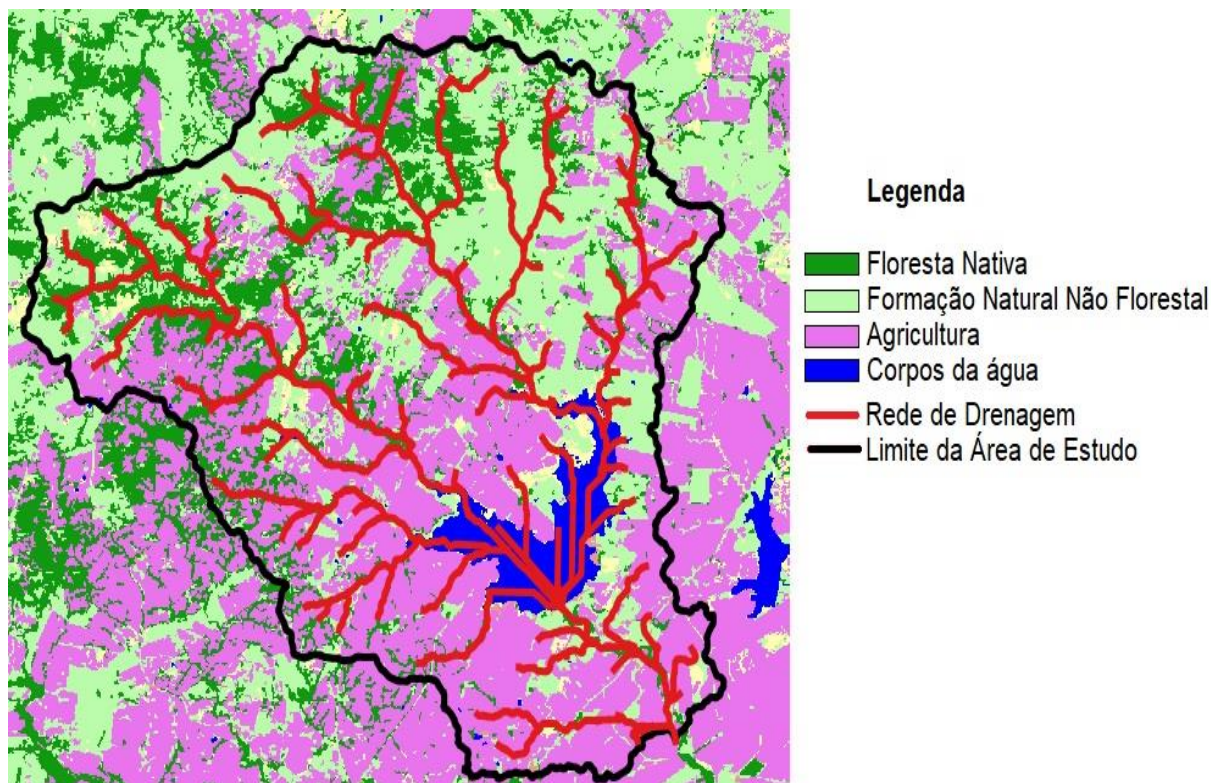 Legenda
Floresta Nativa
Formação Natural Não Florestal
Agricultura
Corpos da água
Rede de Drenagem
Limite da Área de Estudo